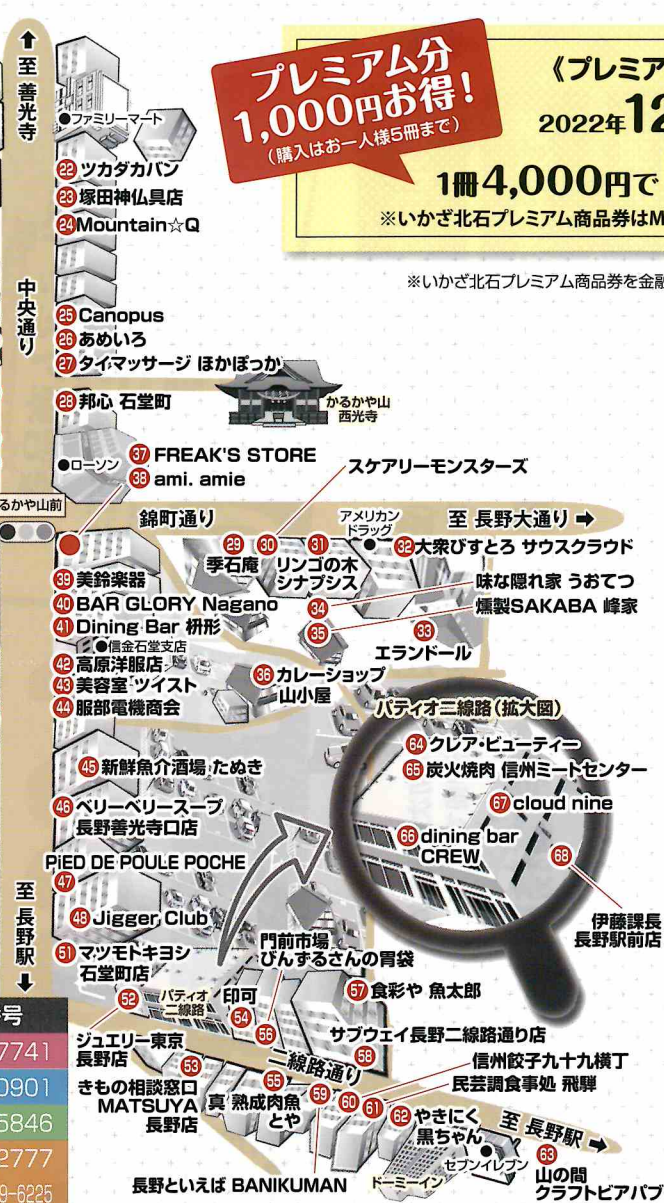 至 善光寺
●ファミリーマート
22 ツカダカバン
23 塚田神仏具店
24 Mountain☆Q
中央通り
25 Canopus
26 あめいろ
27 タイマッサージ ほかぽっか
28 邦心 石堂町
かるかや山
西光寺
●ローソン
37 FREAK'S STORE
38 ami. amie
プレミアム分
1,000円お得!
(購入はお一人様5冊まで)
《プレミア
2022年12
1冊4,000円で
※いかざ北石プレミアム商品券はM
※いかざ北石プレミアム商品券を金融
るかや山前
錦町通り
スケアリーモンスターズ
アメリカン
ドラッグ
至 長野大通り
29 季石庵
30
31 リンゴの木
シナプシス
32 大衆びすとろ サウスクラウド
34 味な隠れ家 うおてつ
35 燻製SAKABA 峰家
33 エランドール
39 美鈴楽器
40 BAR GLORY Nagano
41 Dining Bar 枡形
●信金石堂支店
42 高原洋服店
43 美容室 ツイスト
44 服部電機商会
36 カレーショップ
山小屋
45 新鮮魚介酒場 たぬき
46 ベリーベリースープ
長野善光寺口店
PiED DE POULE POCHE
47
48 Jigger Club
51 マツモトキヨシ
石堂町店
至 長野駅
パティオ二線路(拡大図)
64 クレア・ビューティー
65 炭火焼肉 信州ミートセンター
67 cloud nine
66 dining bar
CREW
68
伊藤課長
長野駅前店
門前市場
びんずるさんの胃袋
52
パティオ
二線路
印可
54
56
57 食彩や 魚太郎
ジュエリー東京
長野店
サブウェイ長野二線路通り店
58
二線路通り
53
きもの相談窓口
MATSUYA
長野店
55
真 熟成肉魚
とや
信州餃子九十九横丁
民芸調食事処 飛騨
59
60
61
62 やきにく
黒ちゃん
至 長野駅
63
山の間
クラフトビアパブ
セブンイレブン
ドーミーイン
長野といえば BANIKUMAN
号
7741
0901
5846
2777
9-6225